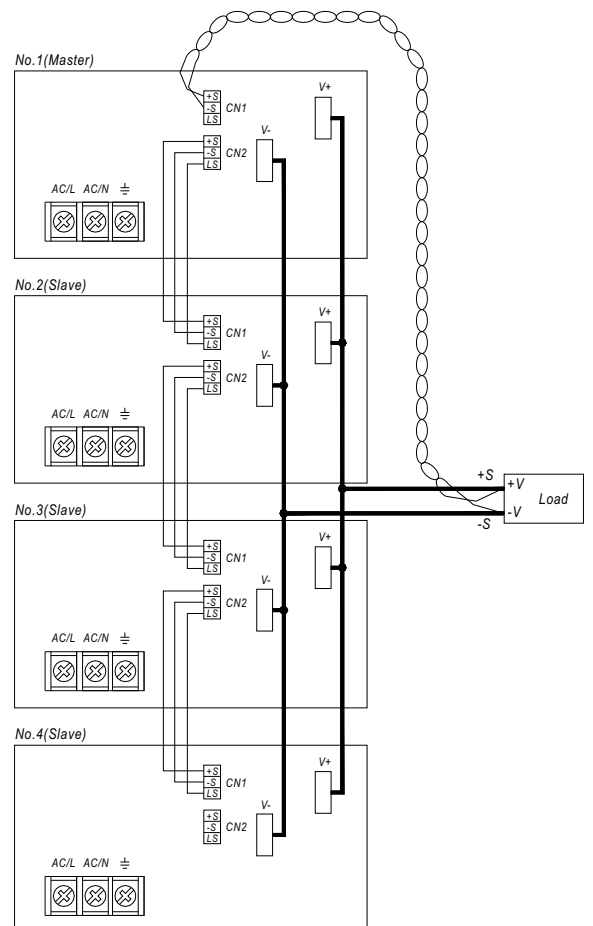 No.1(Master)
+S
-S
LS
CN1
V+
+S
-S
LS
CN2
V-
AC/L AC/N
No.2(Slave)
+S
-S
LS
CN1
V+
+S
-S
LS
CN2
V-
AC/L AC/N
+S
+V
-V
Load
-S
No.3(Slave)
+S
-S
LS
CN1
V+
+S
-S
LS
CN2
V-
AC/L AC/N
No.4(Slave)
+S
-S
LS
CN1
V+
+S
-S
LS
CN2
V-
AC/L AC/N